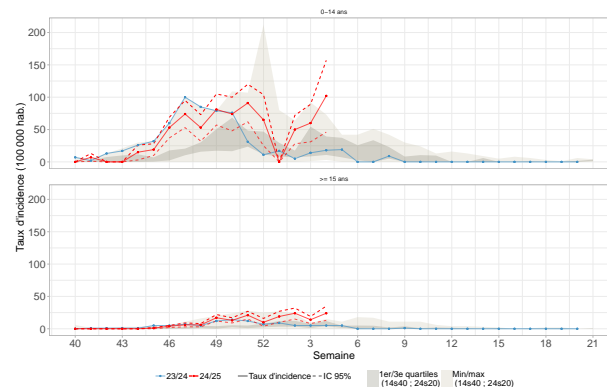 0−14 ans
200
150
100
50
0
>= 15 ans
200
150
100
50
0
Taux d'incidence (100 000 hab.)
40 43 46 49 52 3 6 9 12 15 18 21
Semaine
23/24 24/25 Taux d'incidence IC 95% 1er/3e quartiles Min/max
(14s40 ; 24s20) (14s40 ; 24s20)